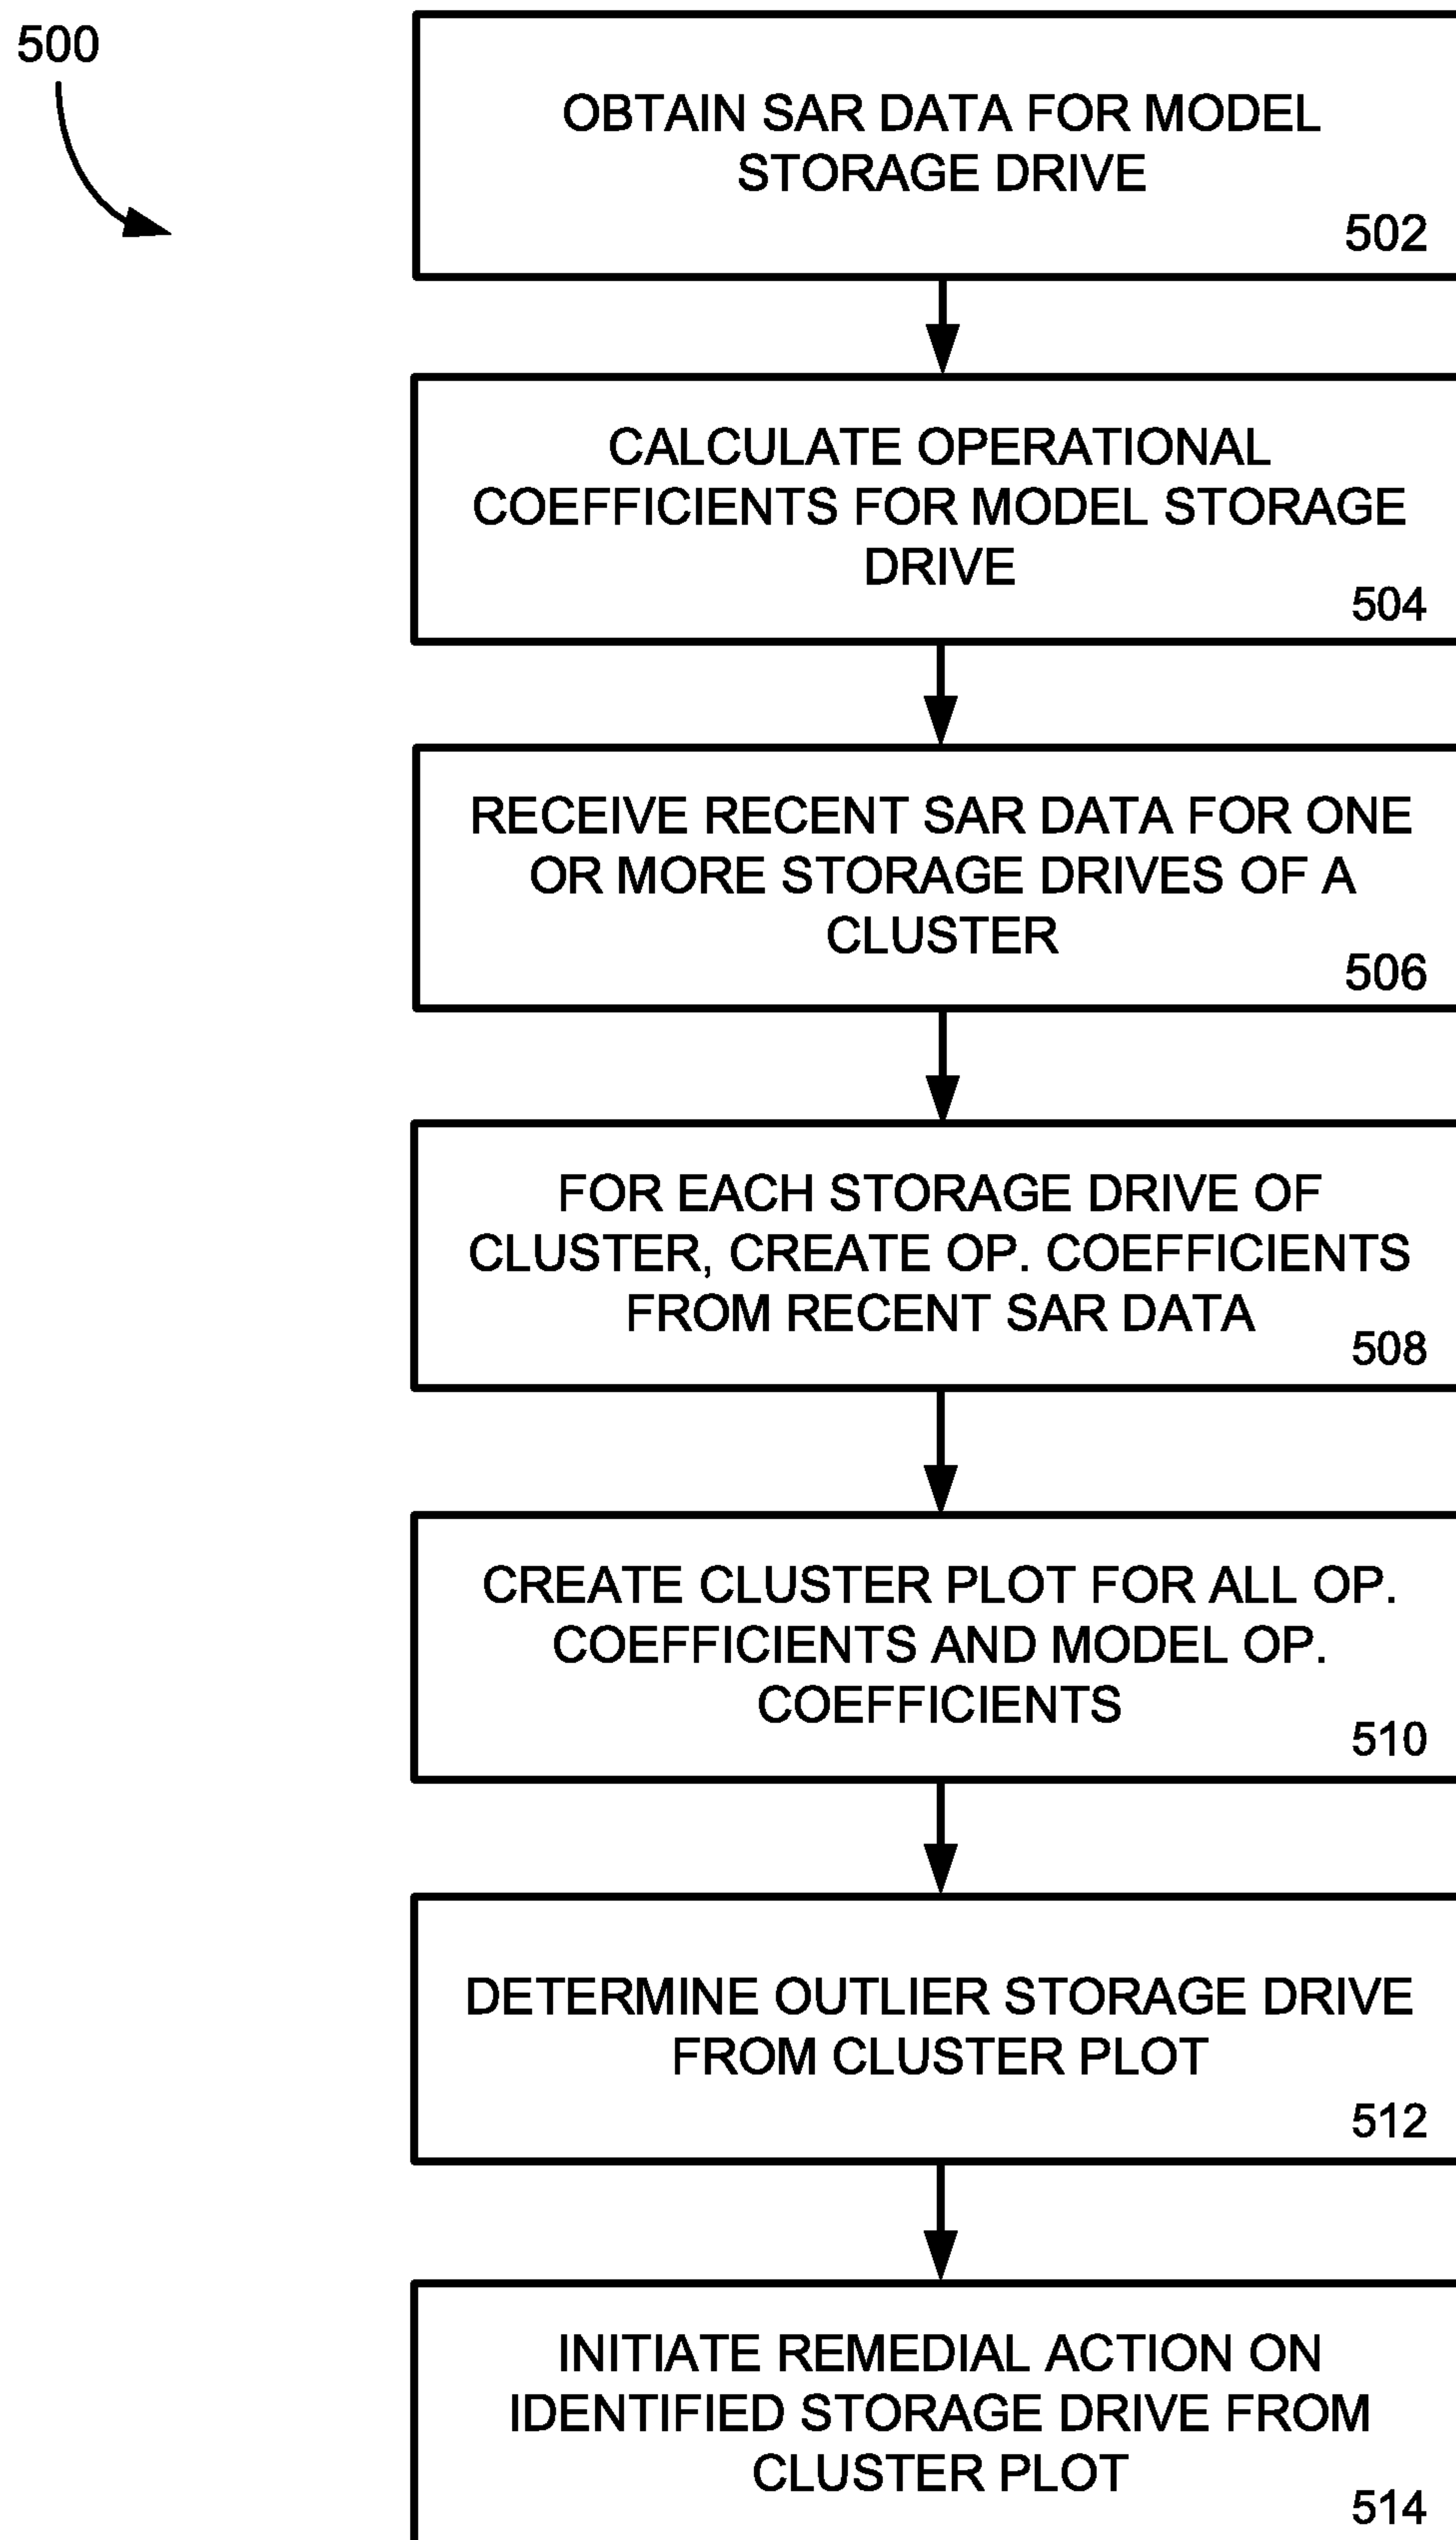 500
OBTAIN SAR DATA FOR MODEL
STORAGE DRIVE
502
CALCULATE OPERATIONAL
COEFFICIENTS FOR MODEL STORAGE
DRIVE
504
RECEIVE RECENT SAR DATA FOR ONE
OR MORE STORAGE DRIVES OF A
CLUSTER
506
FOR EACH STORAGE DRIVE OF
CLUSTER, CREATE OP. COEFFICIENTS
FROM RECENT SAR DATA
508
CREATE CLUSTER PLOT FOR ALL OP.
COEFFICIENTS AND MODEL OP.
COEFFICIENTS
510
DETERMINE OUTLIER STORAGE DRIVE
FROM CLUSTER PLOT
512
INITIATE REMEDIAL ACTION ON
IDENTIFIED STORAGE DRIVE FROM
CLUSTER PLOT
514